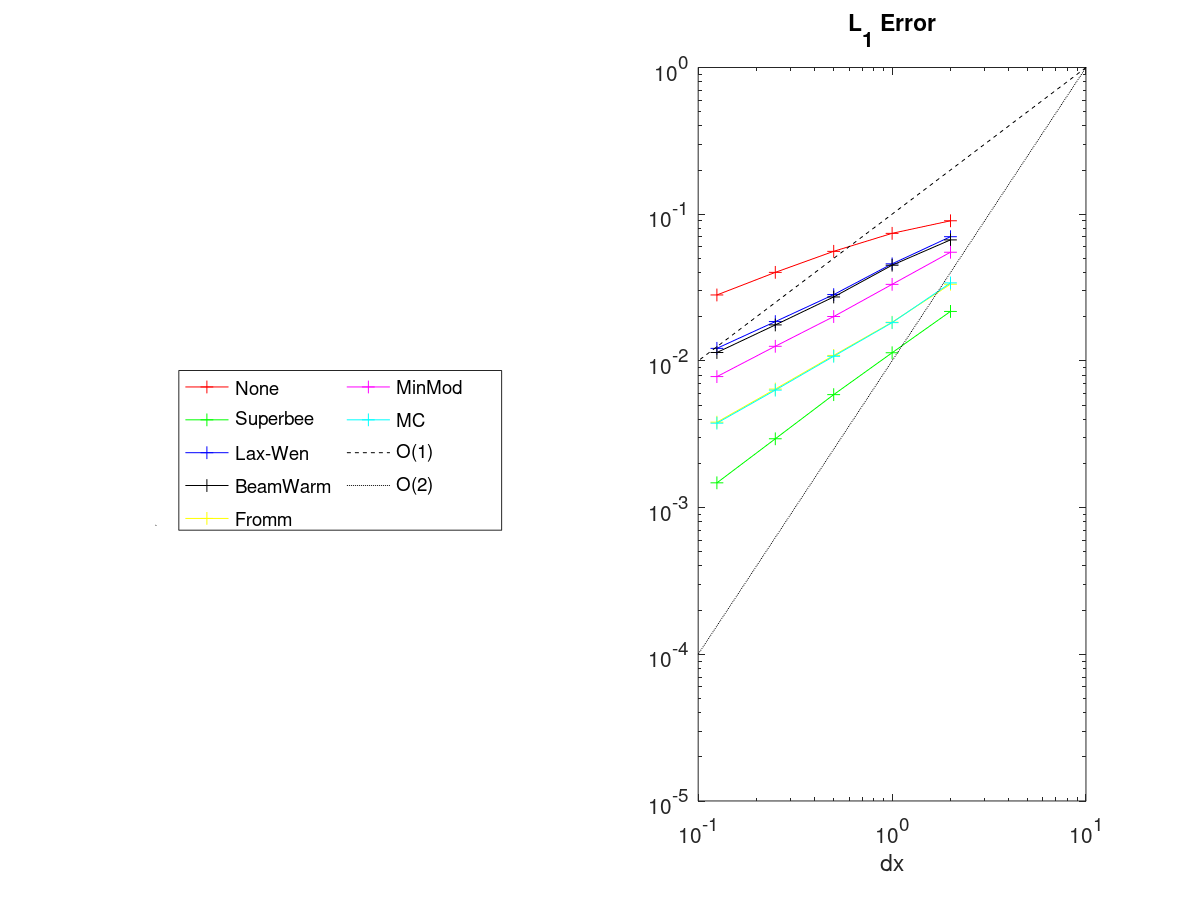 L1 Error
10^0
10^-1
10^-2
10^-3
10^-4
10^-5
10^-1 10^0 10^1
dx
None
Superbee
Lax-Wen
BeamWarm
Fromm
MinMod
MC
O(1)
O(2)